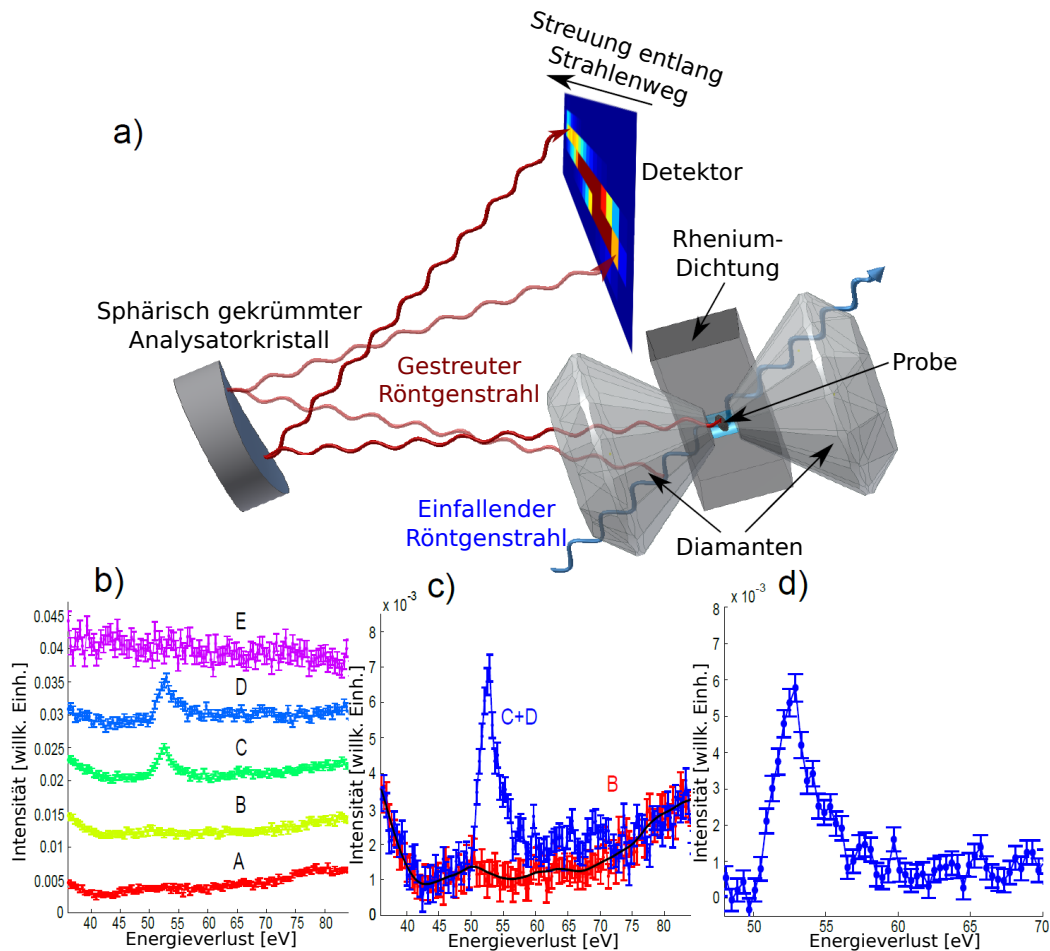 Streuung entlang
Strahlenweg
a)
Detektor
Rhenium-
Dichtung
Sphärisch gekrümmter
Analysatorkristall
Gestreuter
Röntgenstrahl
Probe
Einfallender
Röntgenstrahl
Diamanten
b)
Intensität [willk. Einh.]
0.045
0.04
0.035
0.03
0.025
0.02
0.015
0.01
0.005
0
E
D
C
B
A
40 45 50 55 60 65 70 75 80
Energieverlust [eV]
c)
x 10⁻³
Intensität [willk. Einh.]
8
7
6
5
4
3
2
1
0
C+D
B
40 45 50 55 60 65 70 75 80
Energieverlust [eV]
d)
x 10⁻³
Intensität [willk. Einh.]
8
7
6
5
4
3
2
1
0
50 55 60 65 70
Energieverlust [eV]